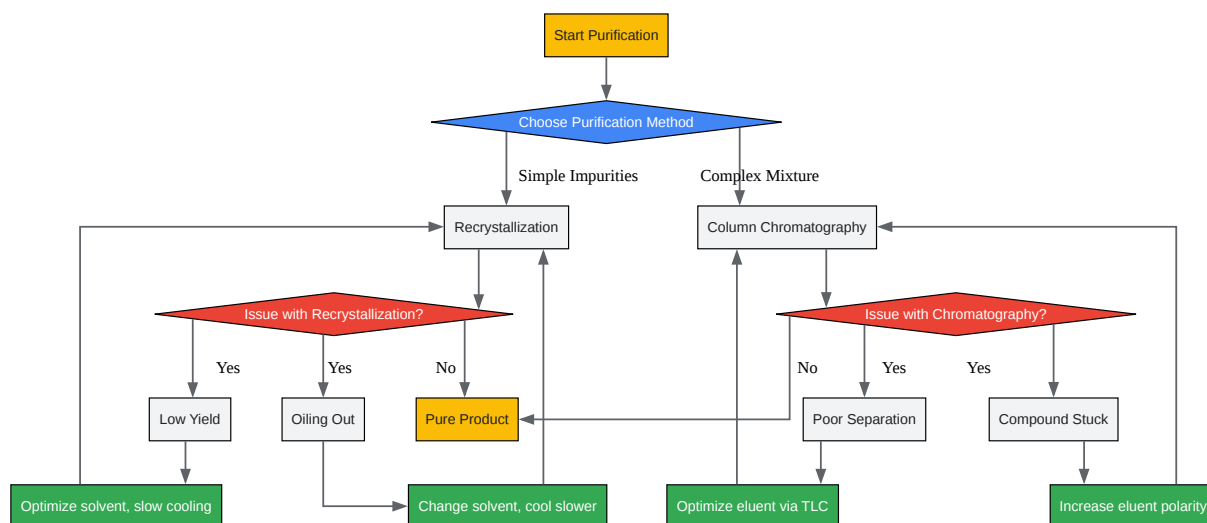 Start Purification
Choose Purification Method
Simple Impurities
Complex Mixture
Recrystallization
Column Chromatography
Issue with Recrystallization?
Issue with Chromatography?
Yes
Yes
No
No
Yes
Yes
Low Yield
Oiling Out
Pure Product
Poor Separation
Compound Stuck
Optimize solvent, slow cooling
Change solvent, cool slower
Optimize eluent via TLC
Increase eluent polarity